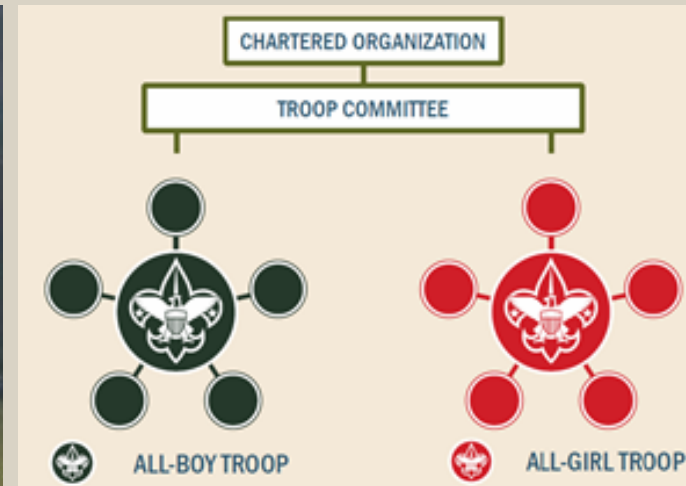 CHARTERED ORGANIZATION
TROOP COMMITTEE
ALL-BOY TROOP
ALL-GIRL TROOP